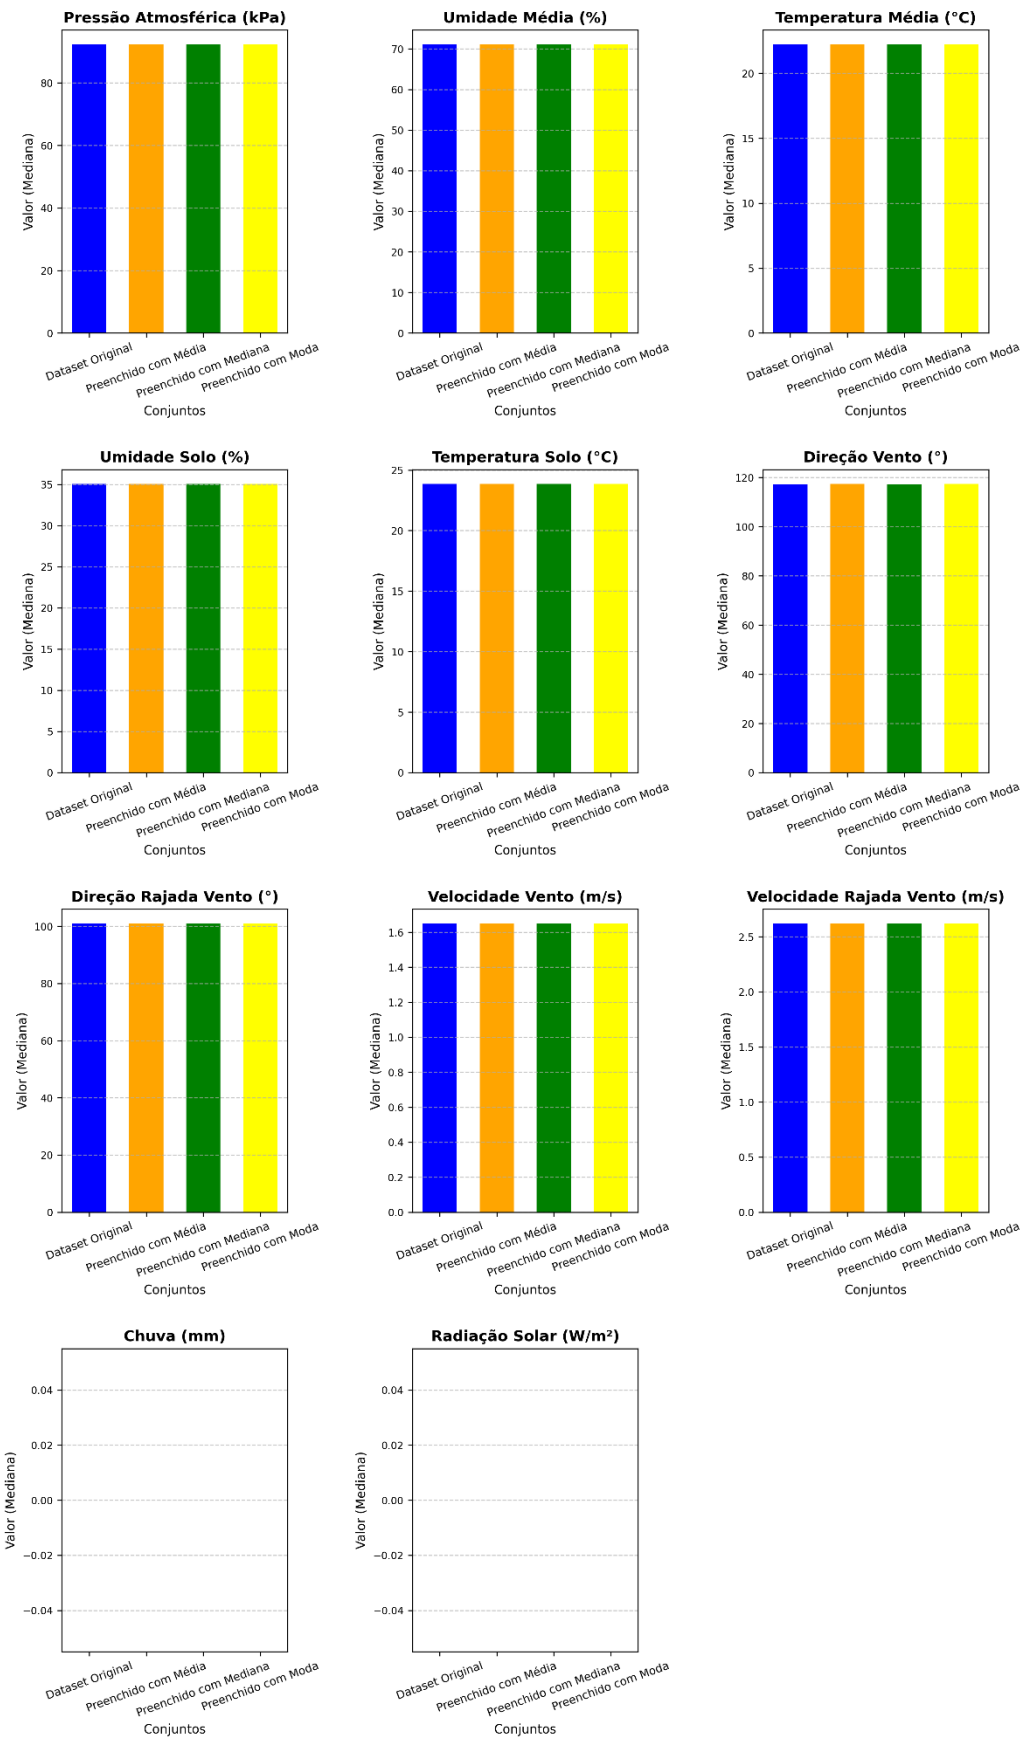 Pressão Atmosférica (kPa)
Umidade Média (%)
Temperatura Média (°C)
Valor (Mediana)
80
60
40
20
0
Dataset Original
Preenchido com Média
Preenchido com Mediana
Preenchido com Moda
Conjuntos
Valor (Mediana)
70
60
50
40
30
20
10
0
Dataset Original
Preenchido com Média
Preenchido com Mediana
Preenchido com Moda
Conjuntos
Valor (Mediana)
20
15
10
5
0
Dataset Original
Preenchido com Média
Preenchido com Mediana
Preenchido com Moda
Conjuntos
Umidade Solo (%)
Temperatura Solo (°C)
Direção Vento (°)
Valor (Mediana)
35
30
25
20
15
10
5
0
Dataset Original
Preenchido com Média
Preenchido com Mediana
Preenchido com Moda
Conjuntos
Valor (Mediana)
25
20
15
10
5
0
Dataset Original
Preenchido com Média
Preenchido com Mediana
Preenchido com Moda
Conjuntos
Valor (Mediana)
120
100
80
60
40
20
0
Dataset Original
Preenchido com Média
Preenchido com Mediana
Preenchido com Moda
Conjuntos
Direção Rajada Vento (°)
Velocidade Vento (m/s)
Velocidade Rajada Vento (m/s)
Valor (Mediana)
100
80
60
40
20
0
Dataset Original
Preenchido com Média
Preenchido com Mediana
Preenchido com Moda
Conjuntos
Valor (Mediana)
1.6
1.4
1.2
1.0
0.8
0.6
0.4
0.2
0.0
Dataset Original
Preenchido com Média
Preenchido com Mediana
Preenchido com Moda
Conjuntos
Valor (Mediana)
2.5
2.0
1.5
1.0
0.5
0.0
Dataset Original
Preenchido com Média
Preenchido com Mediana
Preenchido com Moda
Conjuntos
Chuva (mm)
Radiação Solar (W/m²)
Valor (Mediana)
0.04
0.02
0.00
−0.02
−0.04
Dataset Original
Preenchido com Média
Preenchido com Mediana
Preenchido com Moda
Conjuntos
Valor (Mediana)
0.04
0.02
0.00
−0.02
−0.04
Dataset Original
Preenchido com Média
Preenchido com Mediana
Preenchido com Moda
Conjuntos